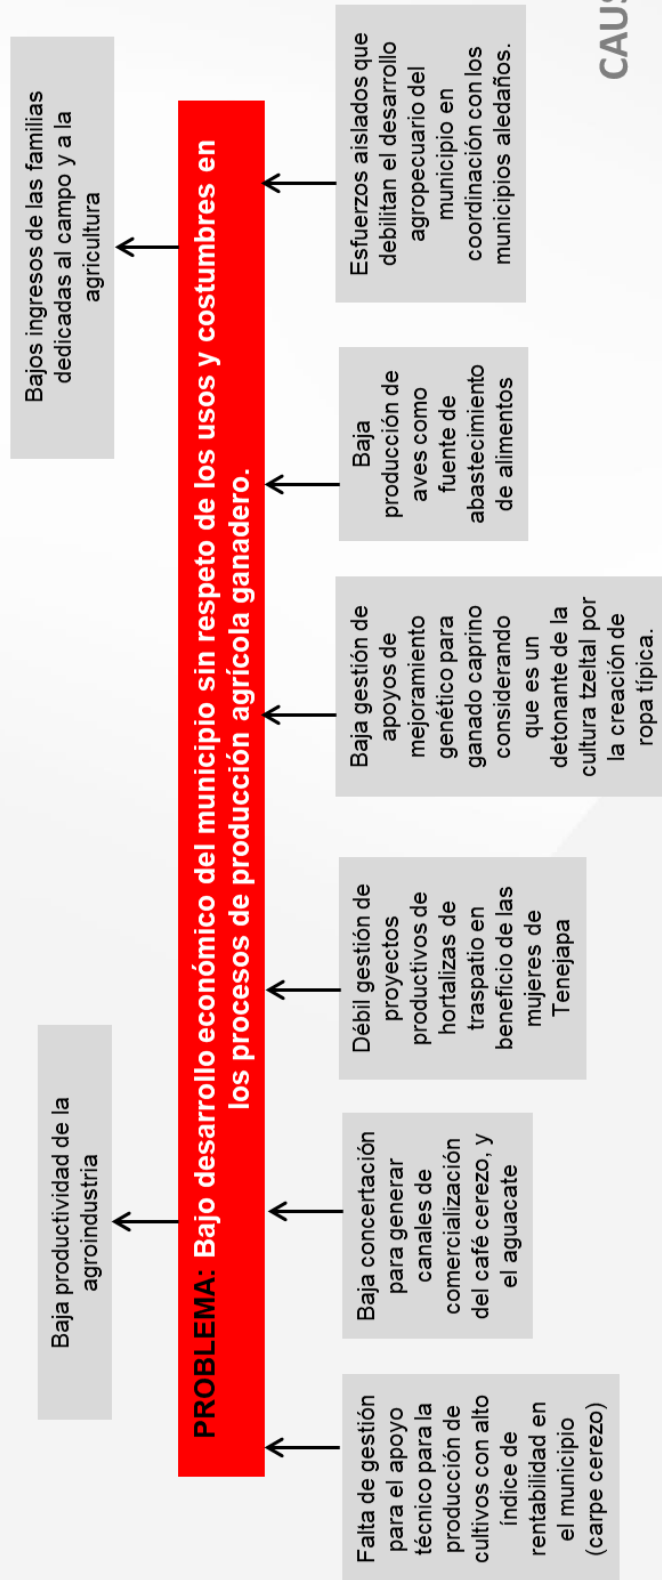 Baja productividad de la
agroindustria
Bajos ingresos de las familias
dedicadas al campo y a la
agricultura
PROBLEMA: Bajo desarrollo económico del municipio sin respeto de los usos y costumbres en
los procesos de producción agrícola ganadero.
Falta de gestión
para el apoyo
técnico para la
producción de
cultivos con alto
índice de
rentabilidad en
el municipio
(carpe cerezo)
Baja concertación
para generar
canales de
comercialización
del café cerezo, y
el aguacate
Débil gestión de
proyectos
productivos de
hortalizas de
traspatio en
beneficio de las
mujeres de
Tenejapa
Baja gestión de
apoyos de
mejoramiento
genético para
ganado caprino
considerando
que es un
detonante de la
cultura tzeltal por
la creación de
ropa típica.
Baja
producción de
aves como
fuente de
abastecimiento
de alimentos
Esfuerzos aislados que
debilitan el desarrollo
agropecuario del
municipio en
coordinación con los
municipios aledaños.